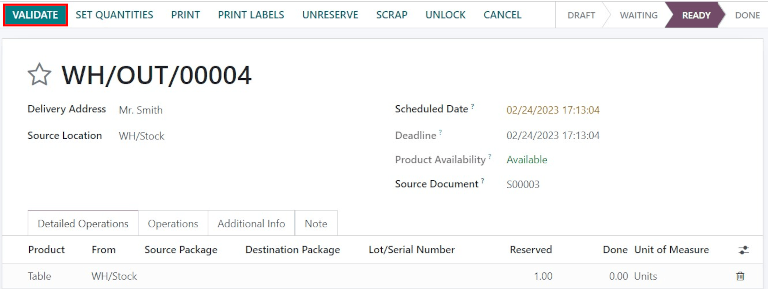 VALIDATE SET QUANTITIES PRINT PRINT LABELS UNRESERVE SCRAP UNLOCK CANCEL DRAFT WAITING READY DONE
WH/OUT/00004
Delivery Address Mr. Smith Scheduled Date ? 02/24/2023 17:13:04
Source Location WH/Stock Deadline ? 02/24/2023 17:13:04
Product Availability ? Available
Source Document ? S00003
Detailed Operations Operations Additional Info Note
Product From Source Package Destination Package Lot/Serial Number Reserved Done Unit of Measure
Table WH/Stock 1.00 0.00 Units